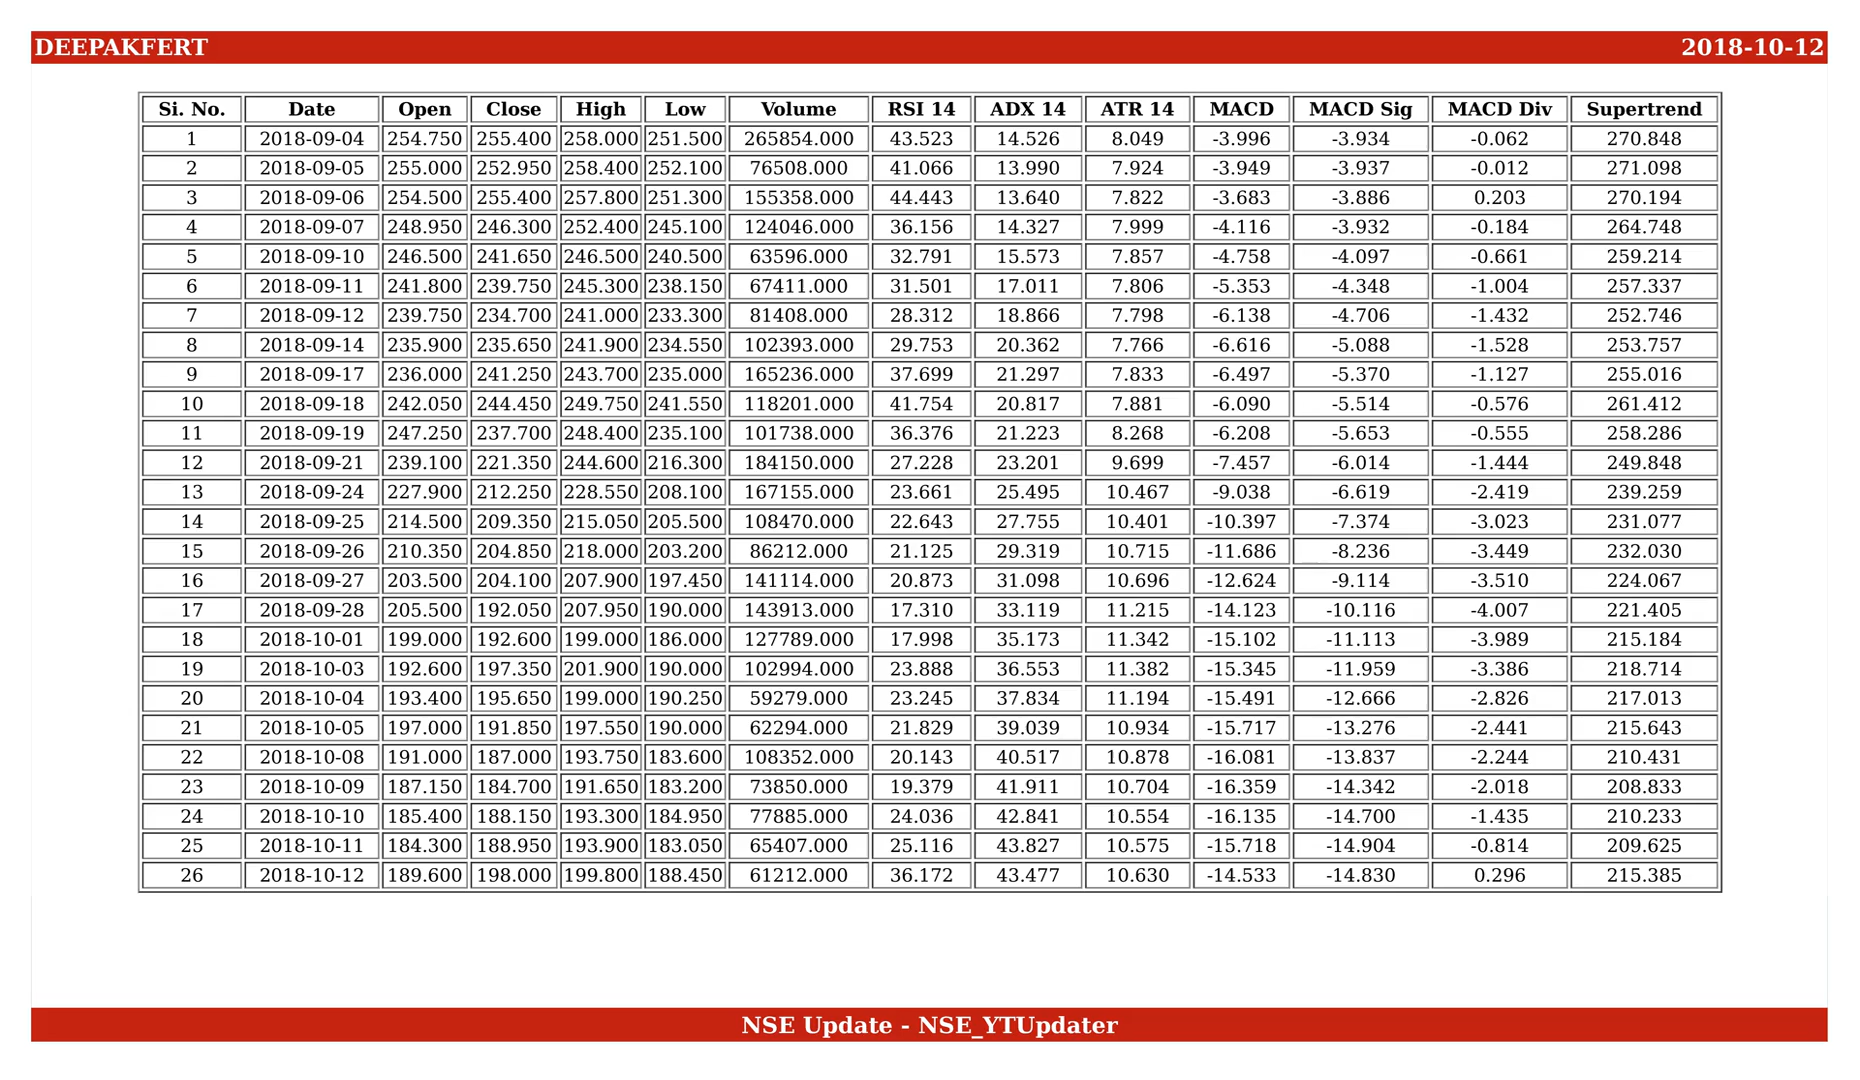 DEEPAKFERT 2018-10-12
Si. No. Date Open Close High Low Volume RSI 14 ADX 14 ATR 14 MACD MACD Sig MACD Div Supertrend
1 2018-09-04 254.750 255.400 258.000 251.500 265854.000 43.523 14.526 8.049 -3.996 -3.934 -0.062 270.848
2 2018-09-05 255.000 252.950 258.400 252.100 76508.000 41.066 13.990 7.924 -3.949 -3.937 -0.012 271.098
3 2018-09-06 254.500 255.400 257.800 251.300 155358.000 44.443 13.640 7.822 -3.683 -3.886 0.203 270.194
4 2018-09-07 248.950 246.300 252.400 245.100 124046.000 36.156 14.327 7.999 -4.116 -3.932 -0.184 264.748
5 2018-09-10 246.500 241.650 246.500 240.500 63596.000 32.791 15.573 7.857 -4.758 -4.097 -0.661 259.214
6 2018-09-11 241.800 239.750 245.300 238.150 67411.000 31.501 17.011 7.806 -5.353 -4.348 -1.004 257.337
7 2018-09-12 239.750 234.700 241.000 233.300 81408.000 28.312 18.866 7.798 -6.138 -4.706 -1.432 252.746
8 2018-09-14 235.900 235.650 241.900 234.550 102393.000 29.753 20.362 7.766 -6.616 -5.088 -1.528 253.757
9 2018-09-17 236.000 241.250 243.700 235.000 165236.000 37.699 21.297 7.833 -6.497 -5.370 -1.127 255.016
10 2018-09-18 242.050 244.450 249.750 241.550 118201.000 41.754 20.817 7.881 -6.090 -5.514 -0.576 261.412
11 2018-09-19 247.250 237.700 248.400 235.100 101738.000 36.376 21.223 8.268 -6.208 -5.653 -0.555 258.286
12 2018-09-21 239.100 221.350 244.600 216.300 184150.000 27.228 23.201 9.699 -7.457 -6.014 -1.444 249.848
13 2018-09-24 227.900 212.250 228.550 208.100 167155.000 23.661 25.495 10.467 -9.038 -6.619 -2.419 239.259
14 2018-09-25 214.500 209.350 215.050 205.500 108470.000 22.643 27.755 10.401 -10.397 -7.374 -3.023 231.077
15 2018-09-26 210.350 204.850 218.000 203.200 86212.000 21.125 29.319 10.715 -11.686 -8.236 -3.449 232.030
16 2018-09-27 203.500 204.100 207.900 197.450 141114.000 20.873 31.098 10.696 -12.624 -9.114 -3.510 224.067
17 2018-09-28 205.500 192.050 207.950 190.000 143913.000 17.310 33.119 11.215 -14.123 -10.116 -4.007 221.405
18 2018-10-01 199.000 192.600 199.000 186.000 127789.000 17.998 35.173 11.342 -15.102 -11.113 -3.989 215.184
19 2018-10-03 192.600 197.350 201.900 190.000 102994.000 23.888 36.553 11.382 -15.345 -11.959 -3.386 218.714
20 2018-10-04 193.400 195.650 199.000 190.250 59279.000 23.245 37.834 11.194 -15.491 -12.666 -2.826 217.013
21 2018-10-05 197.000 191.850 197.550 190.000 62294.000 21.829 39.039 10.934 -15.717 -13.276 -2.441 215.643
22 2018-10-08 191.000 187.000 193.750 183.600 108352.000 20.143 40.517 10.878 -16.081 -13.837 -2.244 210.431
23 2018-10-09 187.150 184.700 191.650 183.200 73850.000 19.379 41.911 10.704 -16.359 -14.342 -2.018 208.833
24 2018-10-10 185.400 188.150 193.300 184.950 77885.000 24.036 42.841 10.554 -16.135 -14.700 -1.435 210.233
25 2018-10-11 184.300 188.950 193.900 183.050 65407.000 25.116 43.827 10.575 -15.718 -14.904 -0.814 209.625
26 2018-10-12 189.600 198.000 199.800 188.450 61212.000 36.172 43.477 10.630 -14.533 -14.830 0.296 215.385
NSE Update - NSE_YTUpdater